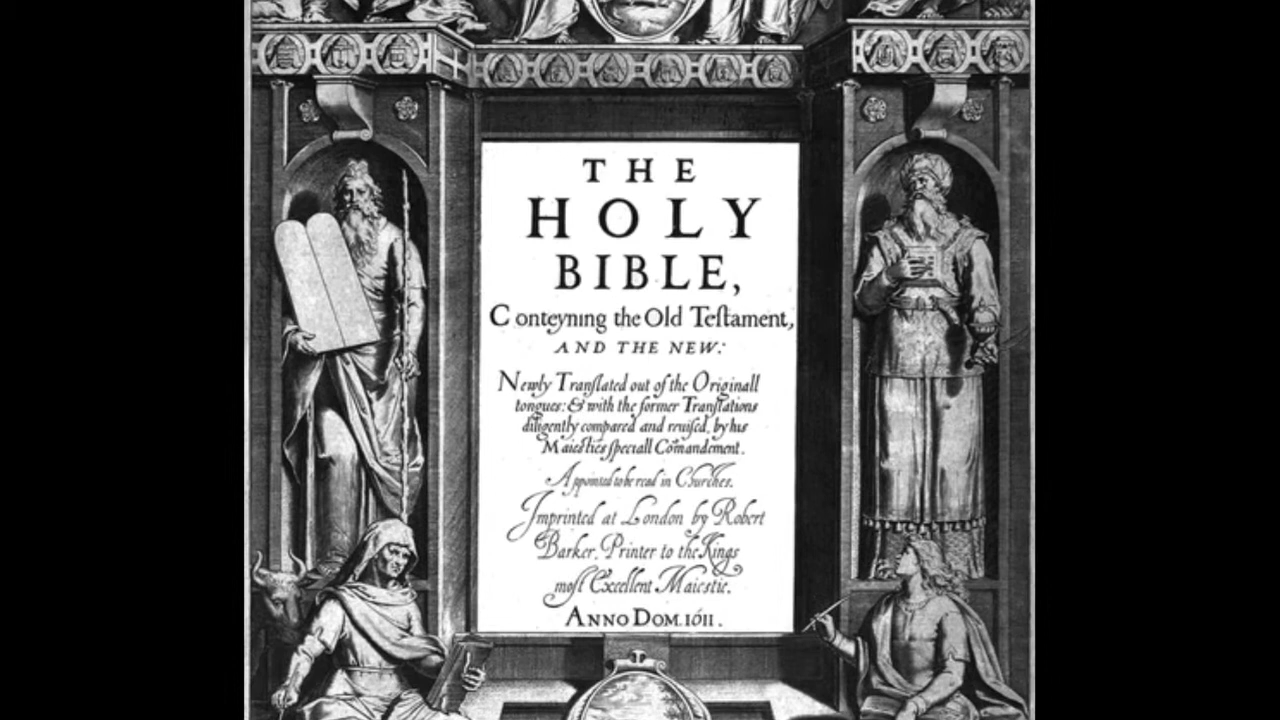 THE
HOLY
BIBLE,
Conteyning the Old Teſtament,
AND THE NEW:
Newly Tranſlated out of the Originall
tongues: & with the former Tranſlations
diligently compared and reuiſed, by his
Maieſties ſpeciall Com̄andement.
Appointed to be read in Churches.
Imprinted at London by Robert
Barker, Printer to the Kings
moſt Excellent Maieſtie.
ANNO DOM. 1611.